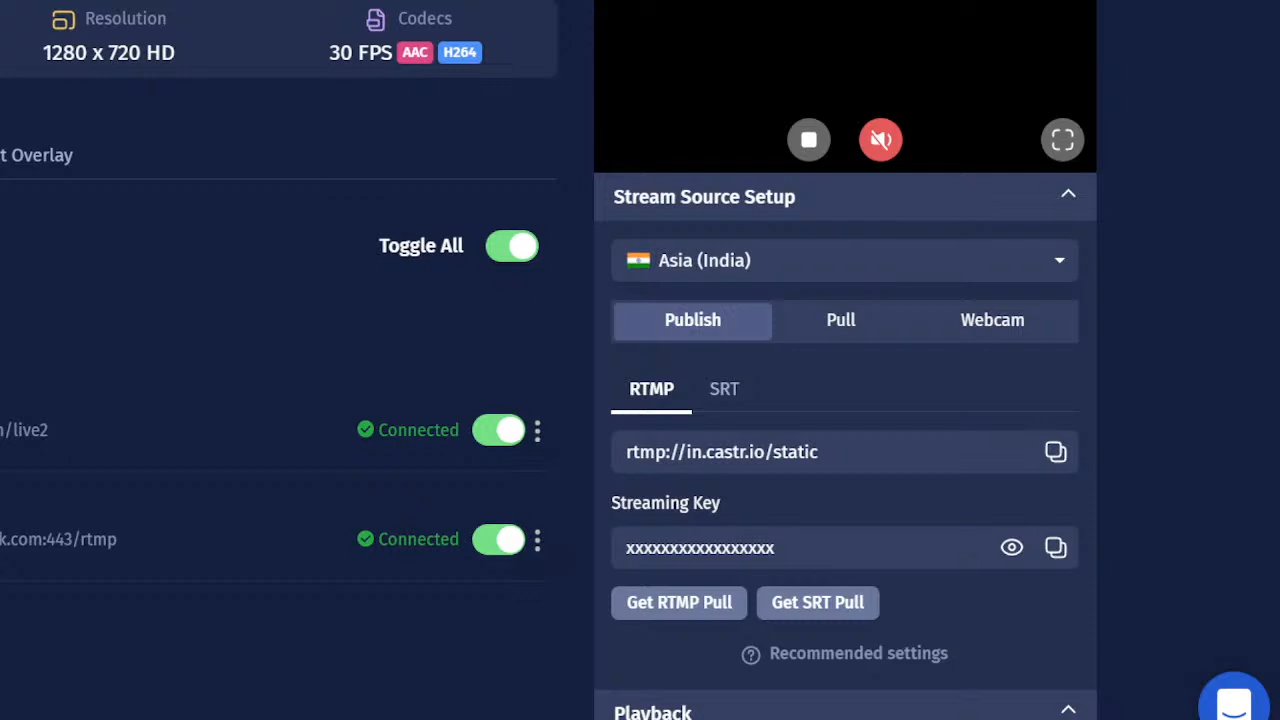 Resolution
Codecs
1280 x 720 HD
30 FPS AAC H264
t Overlay
Toggle All
n/live2
Connected
k.com:443/rtmp
Connected
Stream Source Setup
Asia (India)
Publish
Pull
Webcam
RTMP
SRT
rtmp://in.castr.io/static
Streaming Key
xxxxxxxxxxxxxxxxx
Get RTMP Pull
Get SRT Pull
Recommended settings
Playback